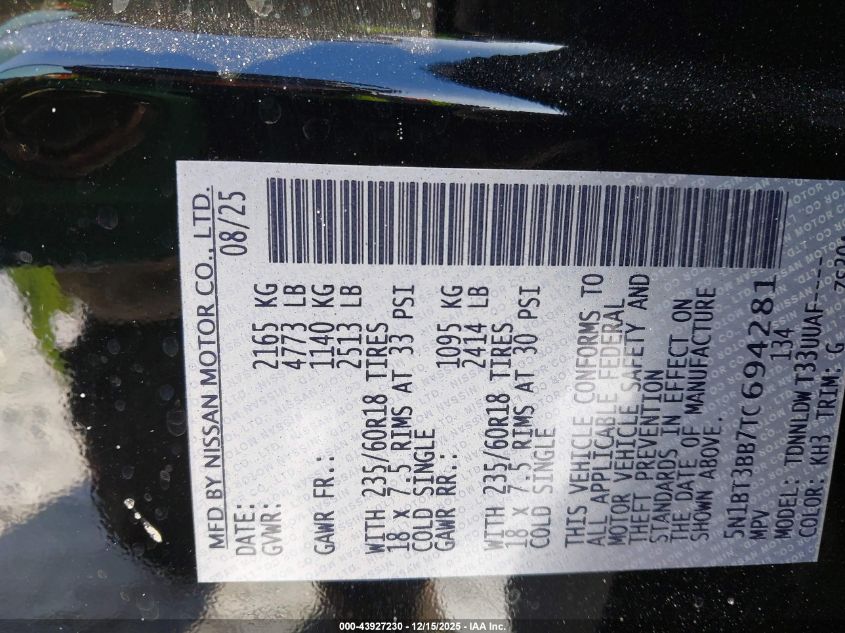 MFD BY NISSAN MOTOR CO., LTD.
DATE: 08/25
GVWR: 2165 KG
4773 LB
GAWR FR.: 1140 KG
2513 LB
WITH 235/60R18 TIRES
18 X 7.5 RIMS AT 33 PSI
COLD SINGLE
GAWR RR.: 1095 KG
2414 LB
WITH 235/60R18 TIRES
18 X 7.5 RIMS AT 30 PSI
COLD SINGLE
THIS VEHICLE CONFORMS TO
ALL APPLICABLE FEDERAL
MOTOR VEHICLE SAFETY AND
THEFT PREVENTION
STANDARDS IN EFFECT ON
THE DATE OF MANUFACTURE
SHOWN ABOVE.
5N1BT3BB7TC694281
MPV 134
MODEL: TDNNLDWT33UUAF----
COLOR: KH3 TRIM: G
000-43927230 - 12/15/2025 - IAA Inc.